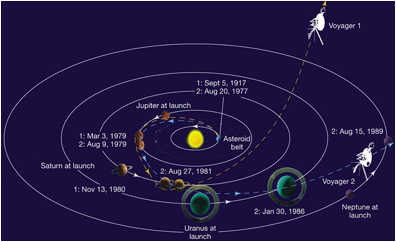 Voyager 1
1: Sept 5, 1917
2: Aug 20, 1977
Jupiter at launch
1: Mar 3, 1979
2: Aug 9, 1979
Asteroid
belt
2: Aug 15, 1989
Saturn at launch
2: Aug 27, 1981
1: Nov 13, 1980
Voyager 2
2: Jan 30, 1986
Neptune at
launch
Uranus at
launch